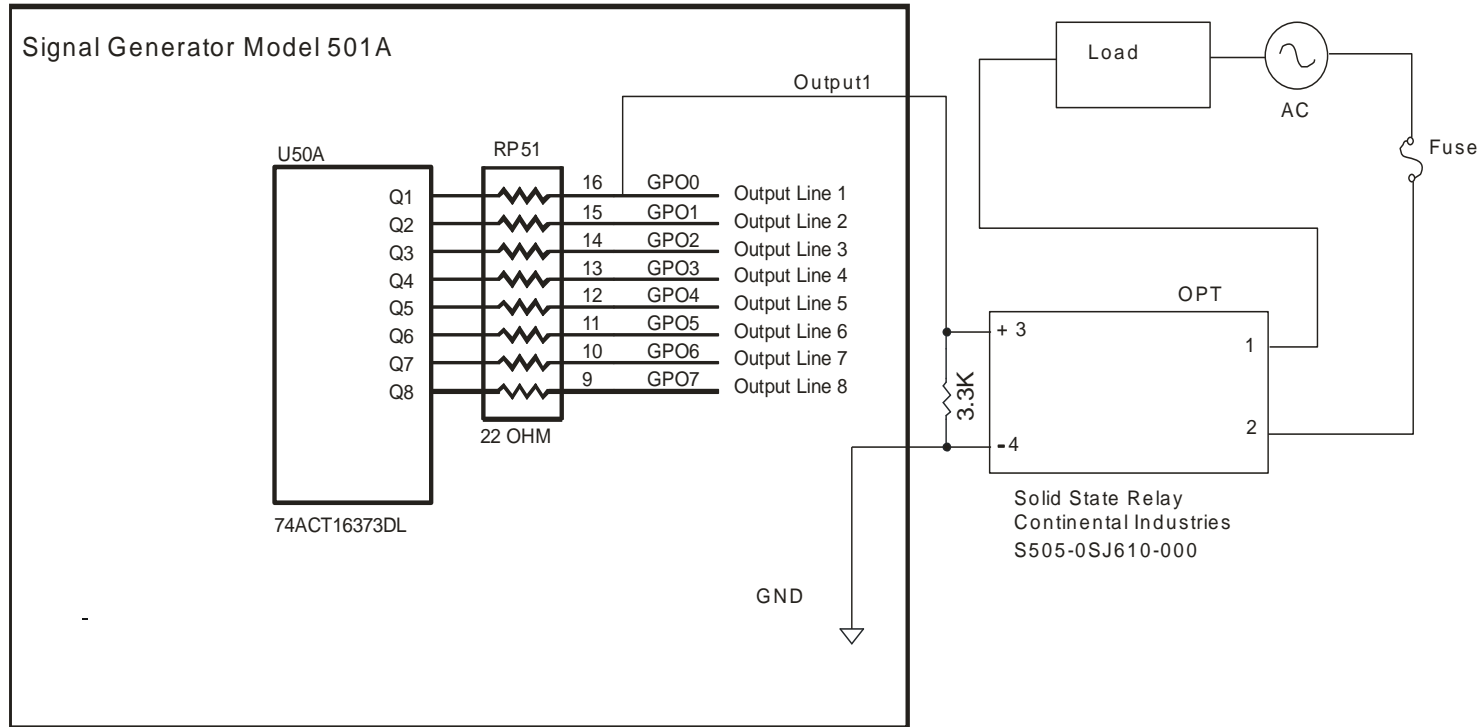 Signal Generator Model 501A
Output1
Load
AC
Fuse
U50A
RP51
Q1
16
GPO0
Output Line 1
Q2
15
GPO1
Output Line 2
Q3
14
GPO2
Output Line 3
Q4
13
GPO3
Output Line 4
Q5
12
GPO4
Output Line 5
Q6
11
GPO5
Output Line 6
Q7
10
GPO6
Output Line 7
Q8
9
GPO7
Output Line 8
22 OHM
74ACT16373DL
GND
-
3.3K
OPT
+ 3
1
-4
2
Solid State Relay
Continental Industries
S505-0SJ610-000